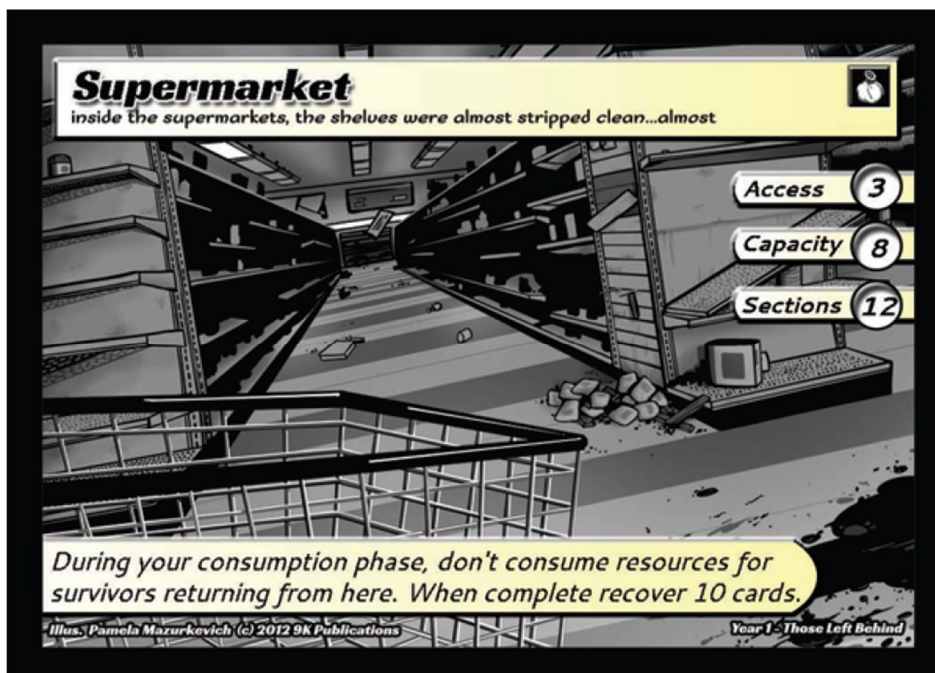 Supermarket
inside the supermarkets, the shelves were almost stripped clean...almost
Access 3
Capacity 8
Sections 12
During your consumption phase, don't consume resources for
survivors returning from here. When complete recover 10 cards.
Illus. Pamela Mazurkevich (c) 2012 9K Publications
Year 1 - Those Left Behind